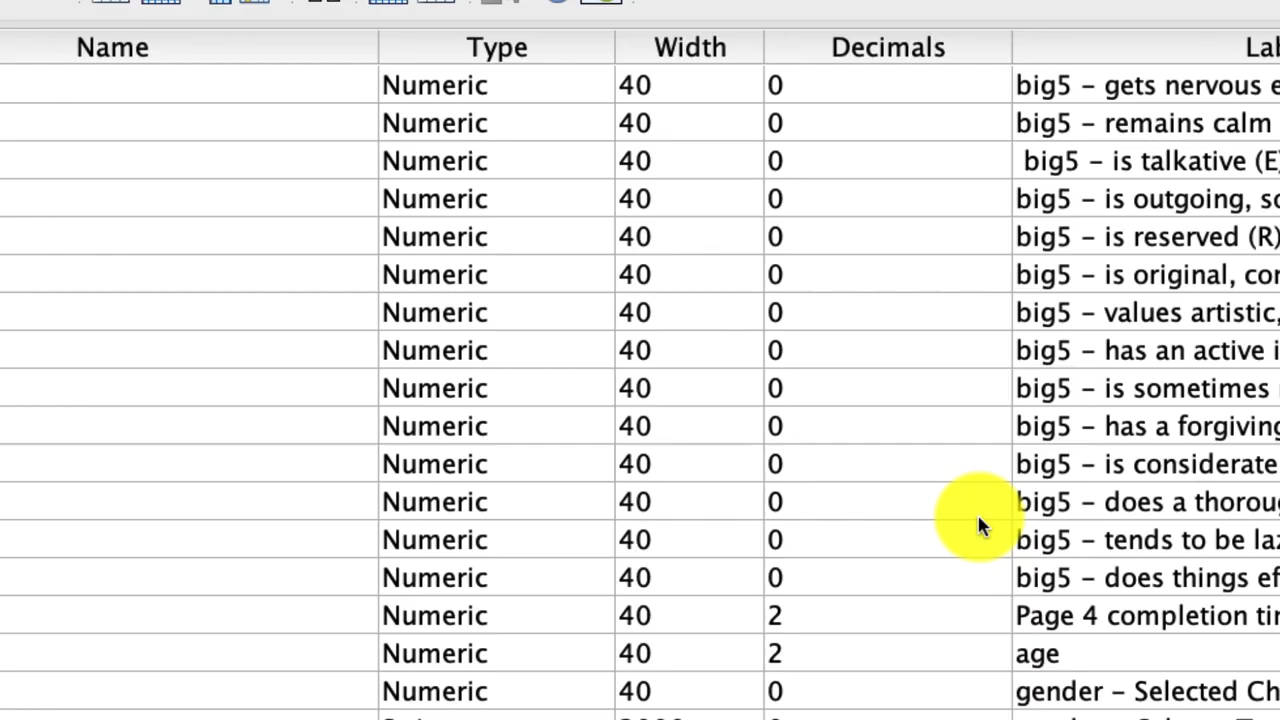 Name Type Width Decimals
Numeric 40 0 big5 – gets nervous
Numeric 40 0 big5 – remains calm
Numeric 40 0 big5 – is talkative (E)
Numeric 40 0 big5 – is outgoing,
Numeric 40 0 big5 – is reserved (R)
Numeric 40 0 big5 – is original,
Numeric 40 0 big5 – values artistic,
Numeric 40 0 big5 – has an active
Numeric 40 0 big5 – is sometimes
Numeric 40 0 big5 – has a forgiving
Numeric 40 0 big5 – is considerate
Numeric 40 0 big5 – does a
Numeric 40 0 big5 – tends to be
Numeric 40 0 big5 – does things
Numeric 40 2 Page 4 completion
Numeric 40 2 age
Numeric 40 0 gender – Selected